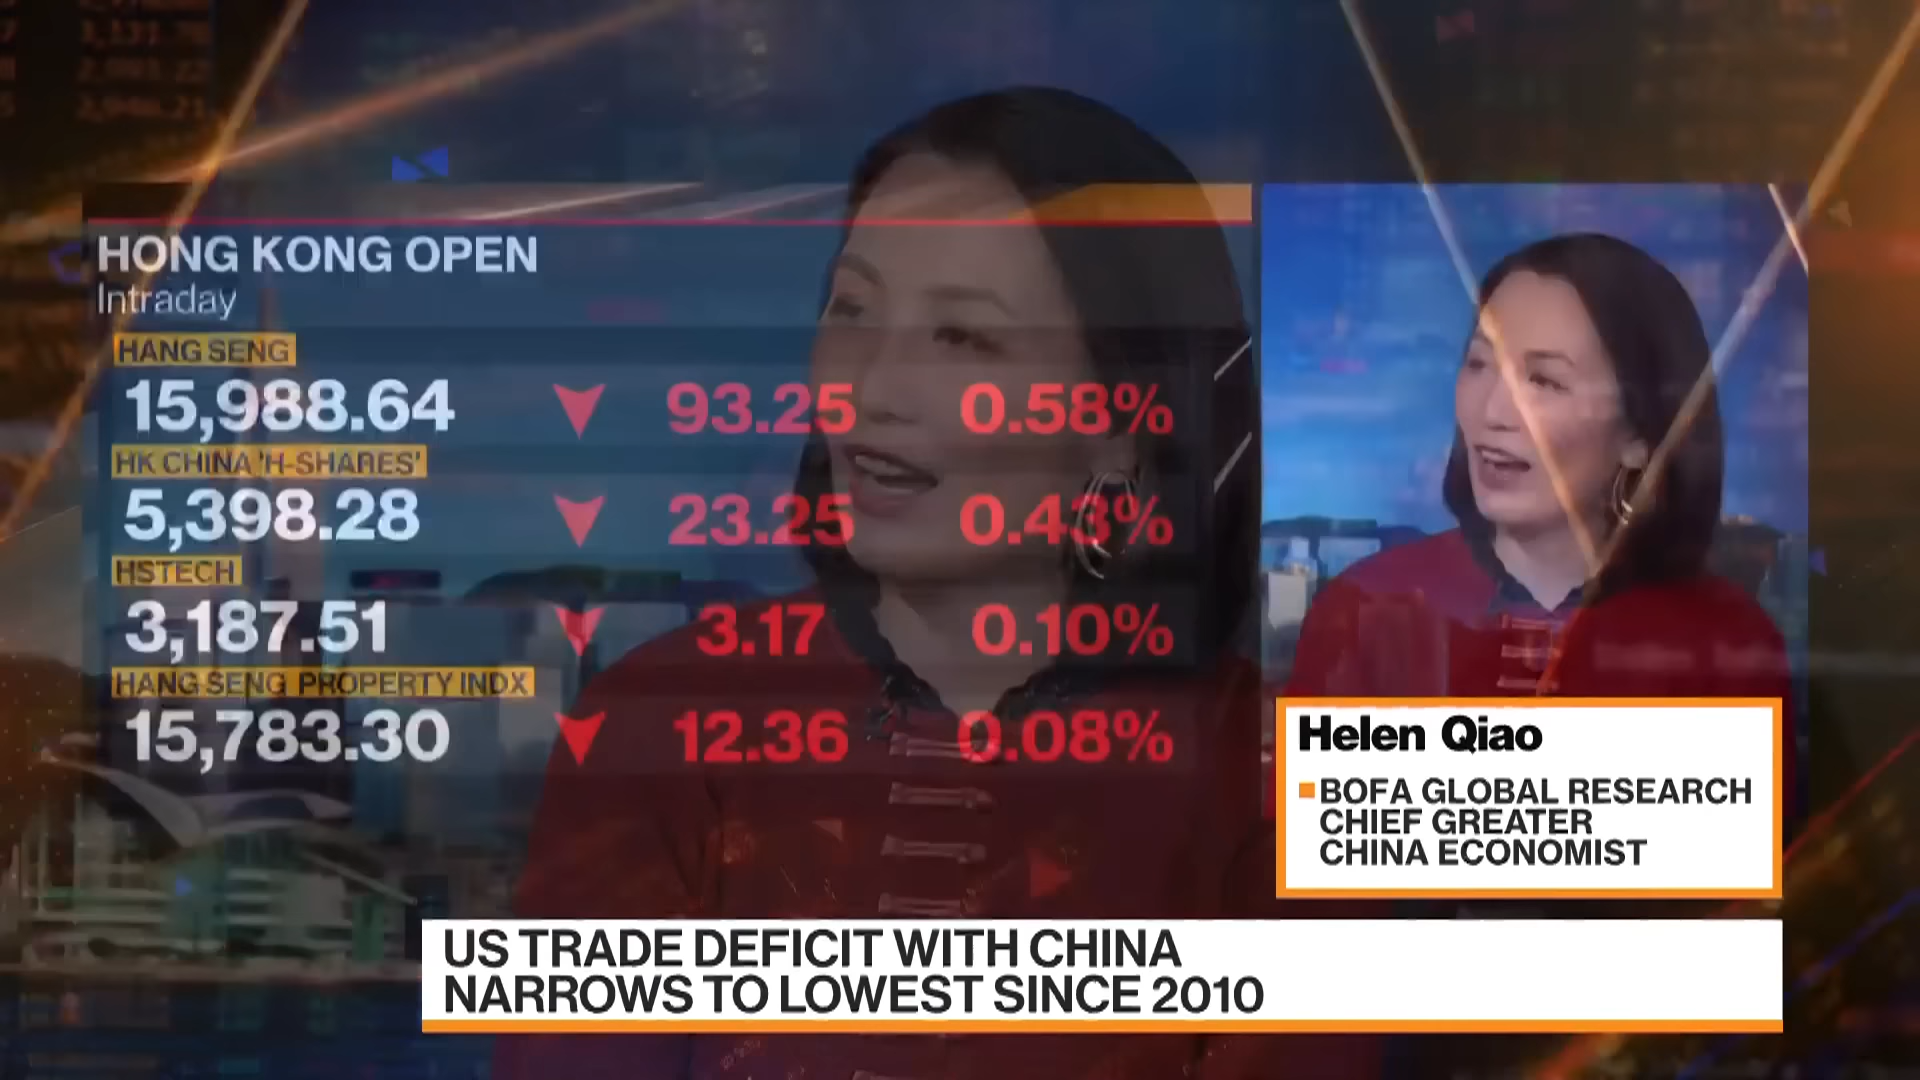 3,131.78
HONG KONG OPEN
Intraday
HANG SENG
15,988.64 93.25 0.58%
HK CHINA 'H-SHARES'
5,398.28 23.25 0.43%
HSTECH
3,187.51 3.17 0.10%
HANG SENG PROPERTY INDX
15,783.30 12.36 0.08%
Helen Qiao
BOFA GLOBAL RESEARCH
CHIEF GREATER
CHINA ECONOMIST
US TRADE DEFICIT WITH CHINA
NARROWS TO LOWEST SINCE 2010